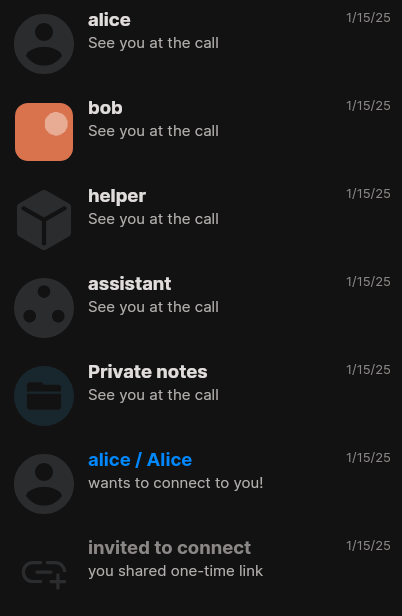 alice 1/15/25
See you at the call
bob 1/15/25
See you at the call
helper 1/15/25
See you at the call
assistant 1/15/25
See you at the call
Private notes 1/15/25
See you at the call
alice / Alice 1/15/25
wants to connect to you!
invited to connect 1/15/25
you shared one-time link